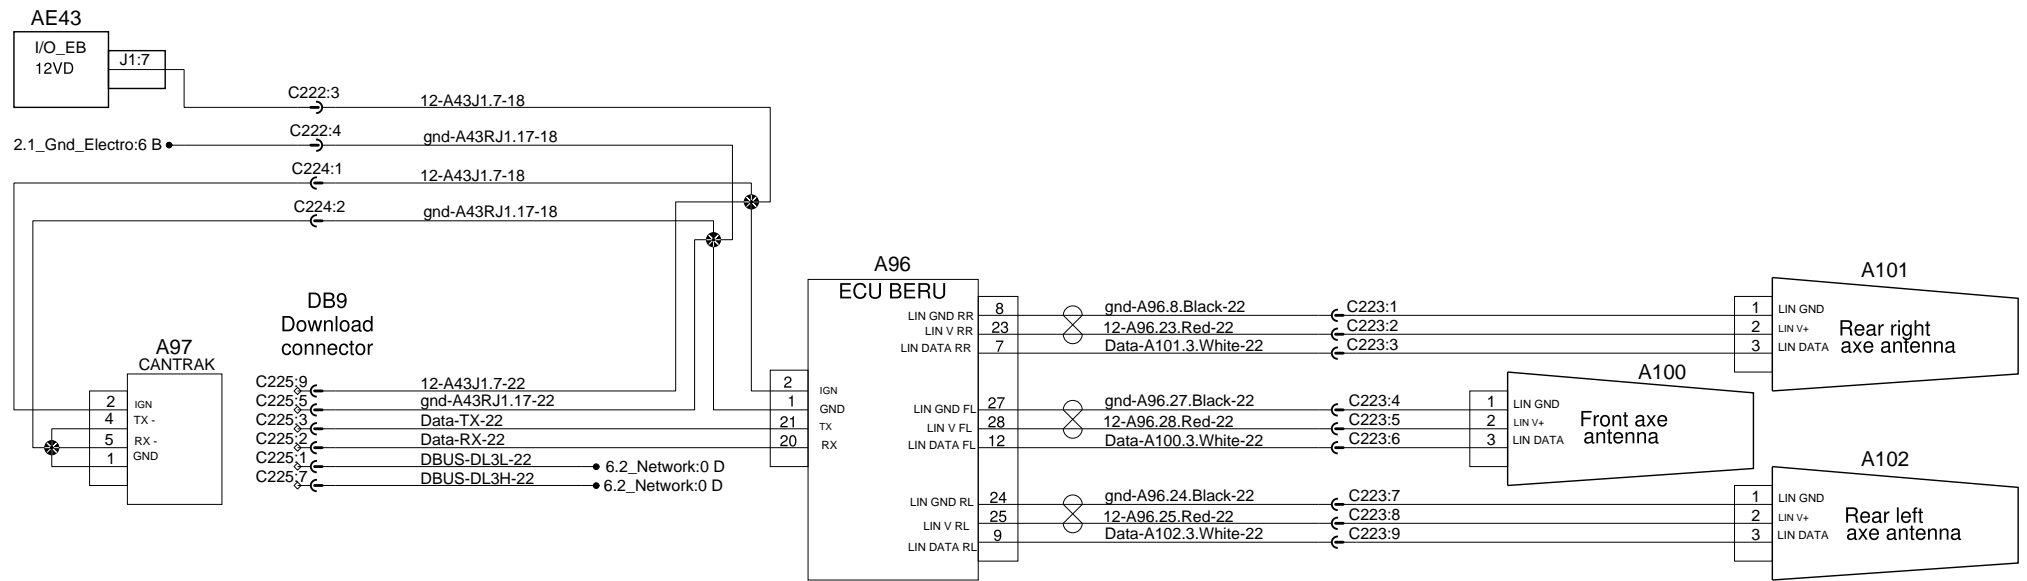 AE43
I/O_EB
12VD
J1:7
C222:3
12-A43J1.7-18
C222:4
gnd-A43RJ1.17-18
2.1_Gnd_Electro:6 B
C224:1
12-A43J1.7-18
C224:2
gnd-A43RJ1.17-18
A97
CANTRAK
2 IGN
4 TX -
5 RX -
1 GND
DB9
Download
connector
C225:9 12-A43J1.7-22
C225:5 gnd-A43RJ1.17-22
C225:3 Data-TX-22
C225:2 Data-RX-22
C225:1 DBUS-DL3L-22 6.2_Network:0 D
C225:7 DBUS-DL3H-22 6.2_Network:0 D
A96
ECU BERU
2 IGN
1 GND
21 TX
20 RX
LIN GND RR 8 gnd-A96.8.Black-22 C223:1
LIN V RR 23 12-A96.23.Red-22 C223:2
LIN DATA RR 7 Data-A101.3.White-22 C223:3
LIN GND FL 27 gnd-A96.27.Black-22 C223:4
LIN V FL 28 12-A96.28.Red-22 C223:5
LIN DATA FL 12 Data-A100.3.White-22 C223:6
LIN GND RL 24 gnd-A96.24.Black-22 C223:7
LIN V RL 25 12-A96.25.Red-22 C223:8
LIN DATA RL 9 Data-A102.3.White-22 C223:9
A101
1 LIN GND
2 LIN V+
3 LIN DATA
Rear right
axe antenna
A100
1 LIN GND
2 LIN V+
3 LIN DATA
Front axe
antenna
A102
1 LIN GND
2 LIN V+
3 LIN DATA
Rear left
axe antenna